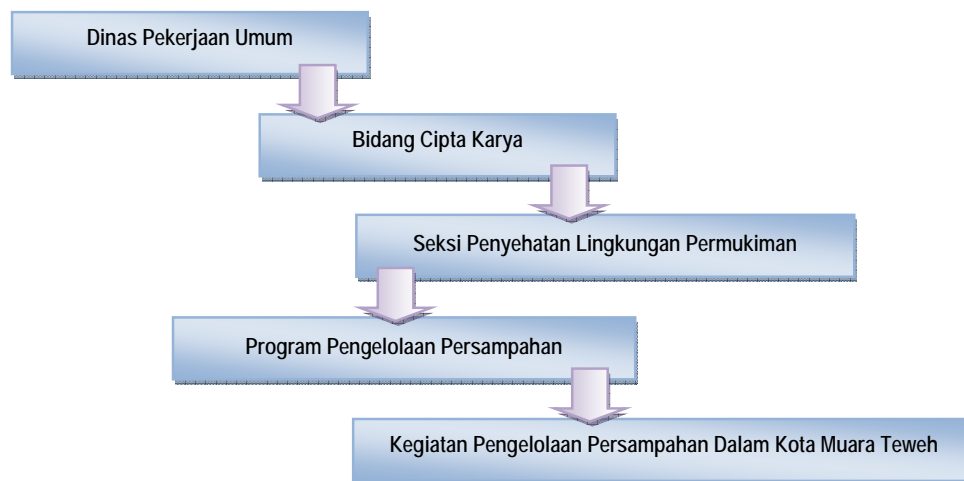 Dinas Pekerjaan Umum
Bidang Cipta Karya
Seksi Penyehatan Lingkungan Permukiman
Program Pengelolaan Persampahan
Kegiatan Pengelolaan Persampahan Dalam Kota Muara Teweh